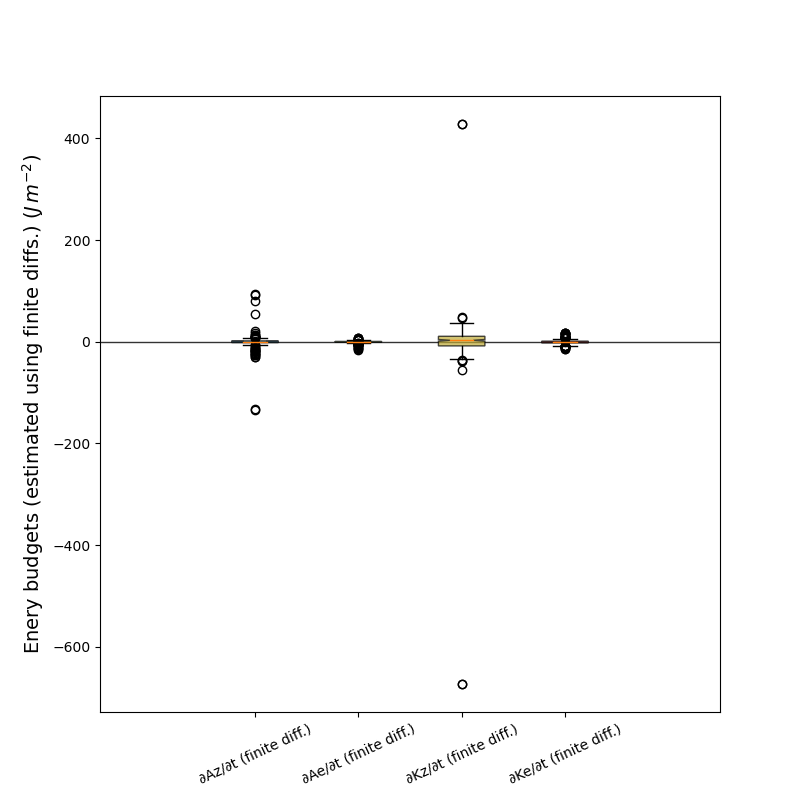 Enery budgets (estimated using finite diffs.) (J m⁻²)
400
200
0
−200
−400
−600
∂Az/∂t (finite diff.)
∂Ae/∂t (finite diff.)
∂Kz/∂t (finite diff.)
∂Ke/∂t (finite diff.)